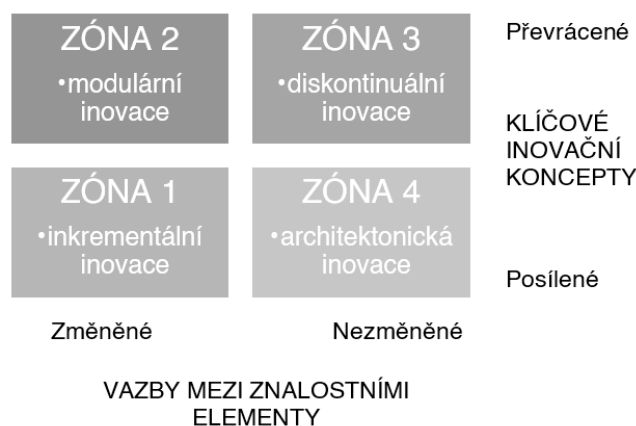 ZÓNA 2
•modulární
inovace
ZÓNA 3
•diskontinuální
inovace
Převrácené
KLÍČOVÉ
INOVAČNÍ
KONCEPTY
ZÓNA 1
•inkrementální
inovace
ZÓNA 4
•architektonická
inovace
Posílené
Změněné
Nezměněné
VAZBY MEZI ZNALOSTNÍMI
ELEMENTY